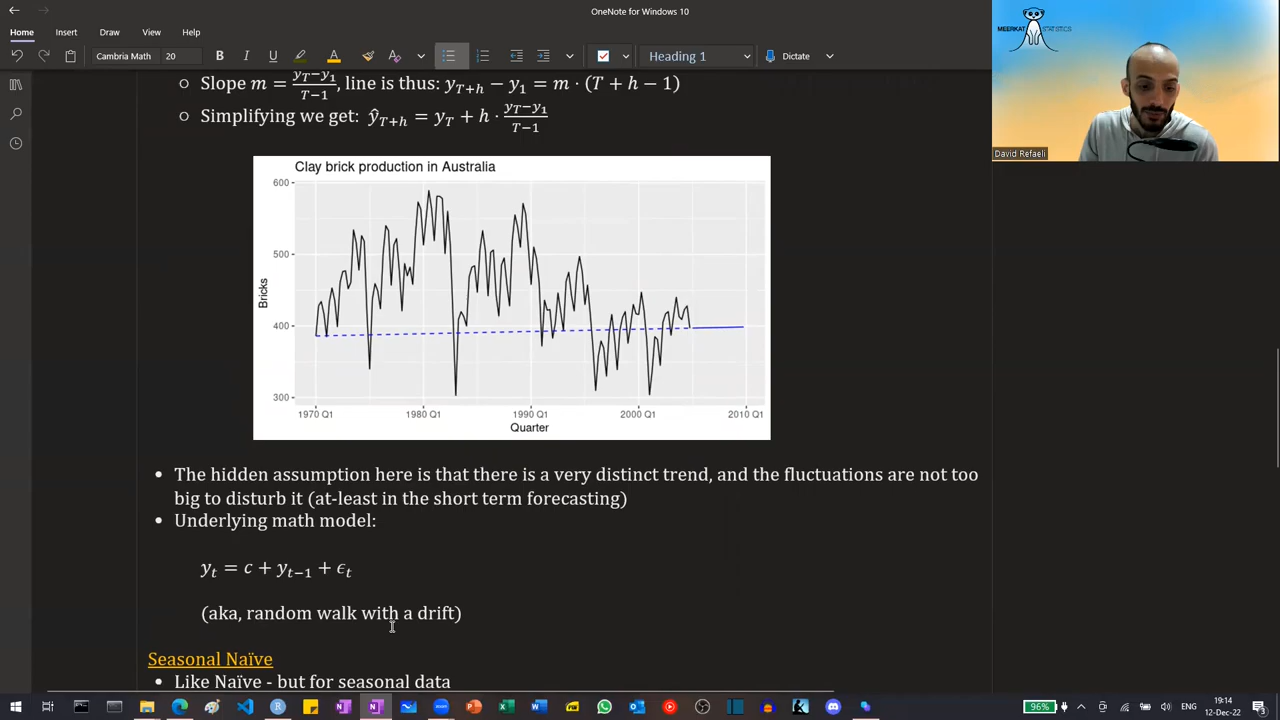 OneNote for Windows 10
Home Insert Draw View Help
Cambria Math 20 B I U A Heading 1 Dictate
MEERKAT STATISTICS
David Refaeli
○ Slope m = (y_T−y_1)/(T−1), line is thus: y_{T+h} − y_1 = m · (T + h − 1)
○ Simplifying we get: ŷ_{T+h} = y_T + h · (y_T−y_1)/(T−1)
Clay brick production in Australia
600
500
400
300
Bricks
1970 Q1 1980 Q1 1990 Q1 2000 Q1 2010 Q1
Quarter
• The hidden assumption here is that there is a very distinct trend, and the fluctuations are not too
big to disturb it (at-least in the short term forecasting)
• Underlying math model:
y_t = c + y_{t−1} + ϵ_t
(aka, random walk with a drift)
Seasonal Naïve
• Like Naïve - but for seasonal data
96% ENG 19:14
12-Dec-22